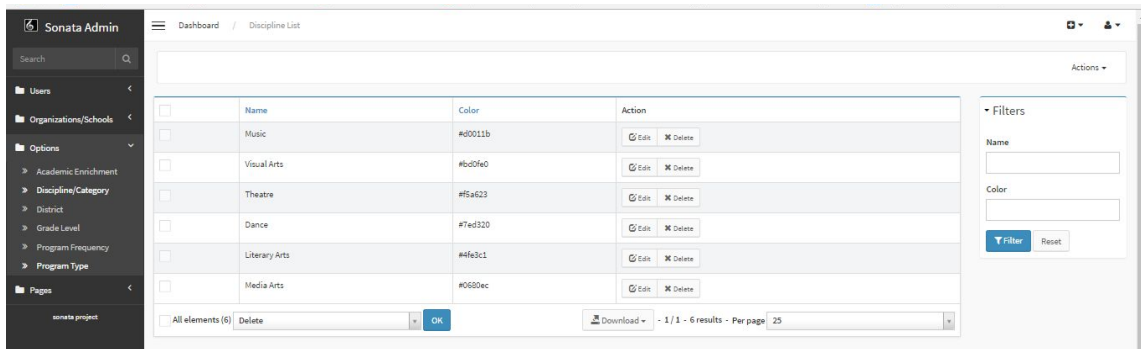 Sonata Admin
Dashboard / Discipline List
Search
Actions
Users
Organizations/Schools
Options
Academic Enrichment
Discipline/Category
District
Grade Level
Program Frequency
Program Type
Pages
sonata project
Name Color Action
Music #d0011b Edit Delete
Visual Arts #bd0fe0 Edit Delete
Theatre #f5a623 Edit Delete
Dance #7ed320 Edit Delete
Literary Arts #4fe3c1 Edit Delete
Media Arts #0680ec Edit Delete
All elements (6) Delete OK Download - 1 / 1 - 6 results - Per page 25
Filters
Name
Color
Filter Reset